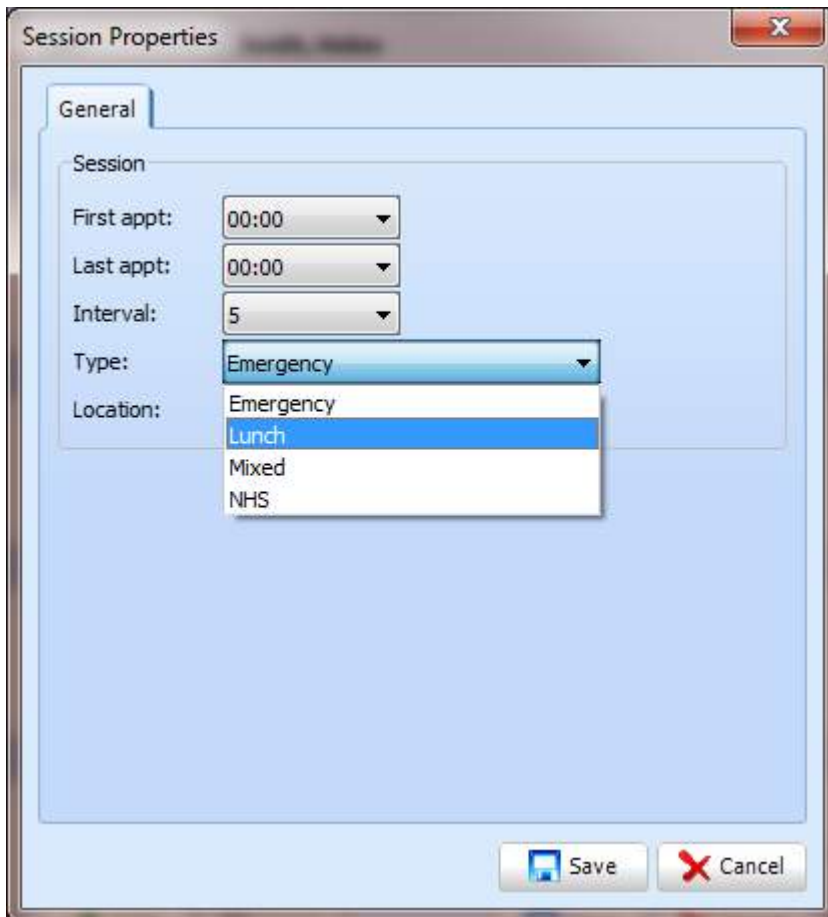 Session Properties
General
Session
First appt: 00:00
Last appt: 00:00
Interval: 5
Type: Emergency
Location:
Emergency
Lunch
Mixed
NHS
Save Cancel